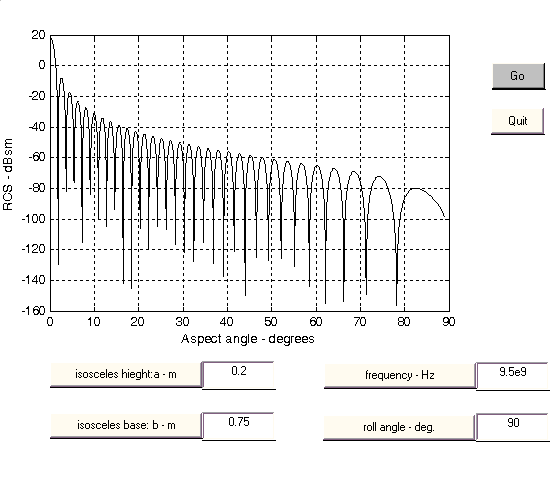 20
0
-20
-40
-60
-80
-100
-120
-140
-160
RCS - dBsm
0 10 20 30 40 50 60 70 80 90
Aspect angle - degrees
Go
Quit
isosceles hieght:a - m 0.2
frequency - Hz 9.5e9
isosceles base: b - m 0.75
roll angle - deg. 90